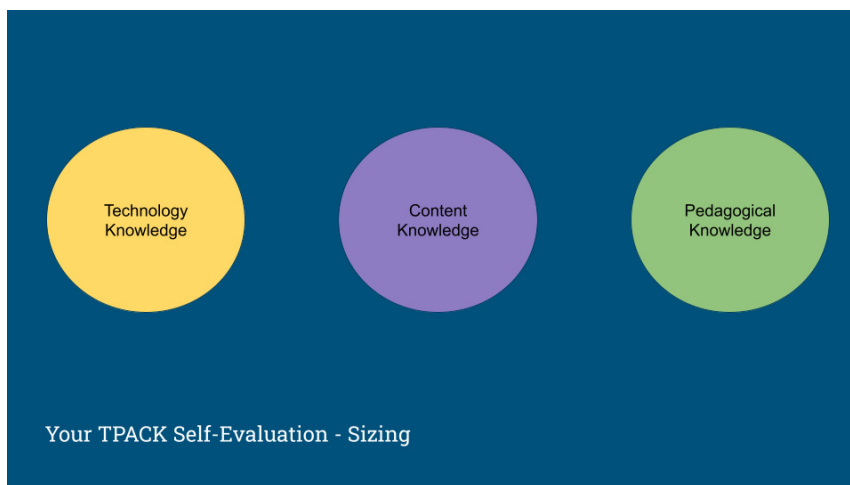 Technology
Knowledge
Content
Knowledge
Pedagogical
Knowledge
Your TPACK Self-Evaluation - Sizing